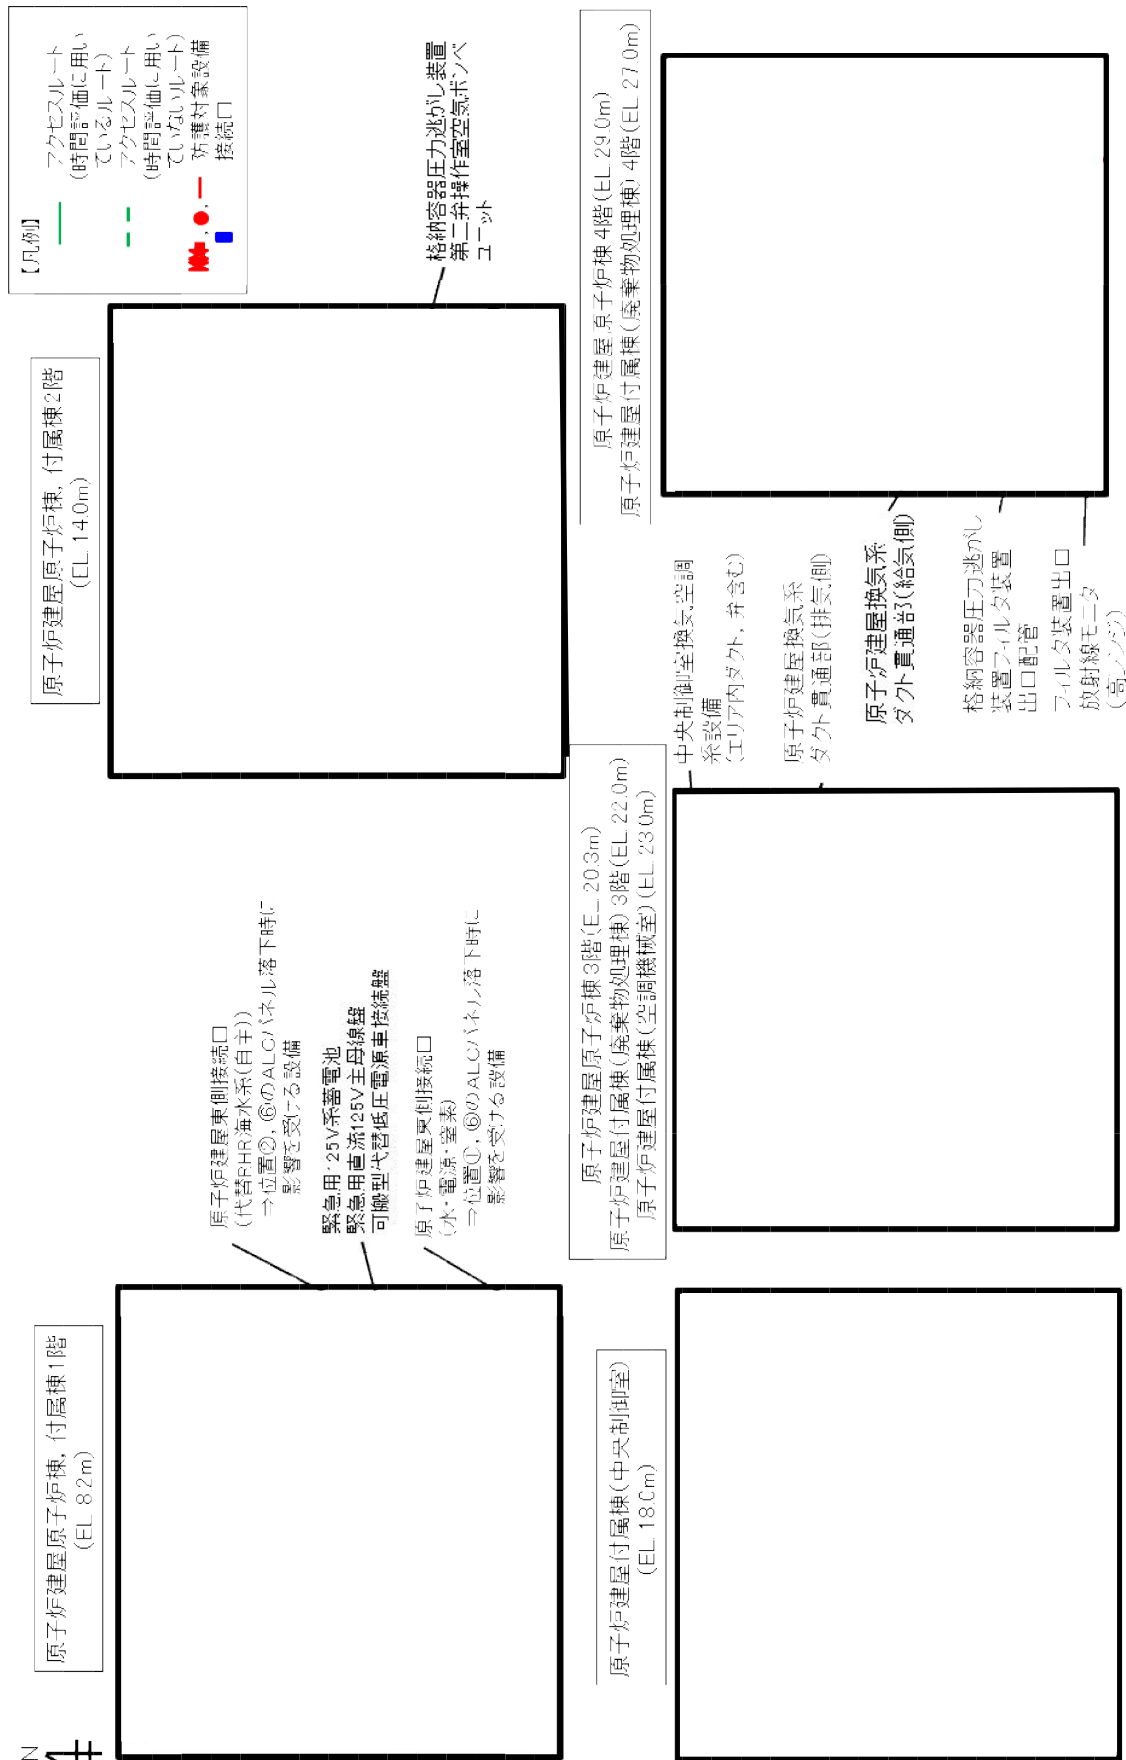 N
原子炉建屋原子炉棟, 付属棟1階
(EL. 8.2m)
原子炉建屋東側接続口
(代替RHR海水系(自主))
⇒位置②, ⑥のALCパネル落下時に
影響を受ける設備
緊急用125V系蓄電池
緊急用直流125V主母線盤
可搬型代替低圧電源車接続盤
原子炉建屋東側接続口
(水・電源・窒素)
⇒位置①, ⑥のALCパネル落下時に
影響を受ける設備
原子炉建屋原子炉棟, 付属棟2階
(EL. 14.0m)
格納容器圧力逃がし装置
第二弁操作室空気ボンベ
ユニット
【凡例】
アクセスルート
(時間評価に用い
ているルート)
アクセスルート
(時間評価に用い
ていないルート)
防護対象設備
接続口
原子炉建屋付属棟(中央制御室)
(EL. 18.0m)
原子炉建屋原子炉棟3階(EL. 20.3m)
原子炉建屋付属棟(廃棄物処理棟) 3階(EL. 22.0m)
原子炉建屋付属棟(空調機械室) (EL. 23.0m)
中央制御室換気空調
系設備
(エリア内ダクト, 弁含む)
原子炉建屋換気系
ダクト貫通部(排気側)
原子炉建屋換気系
ダクト貫通部(給気側)
格納容器圧力逃がし
装置フィルタ装置
出口配管
フィルタ装置出口
放射線モニタ
(高レンジ)
原子炉建屋原子炉棟4階(EL. 29.0m)
原子炉建屋付属棟(廃棄物処理棟) 4階(EL. 27.0m)